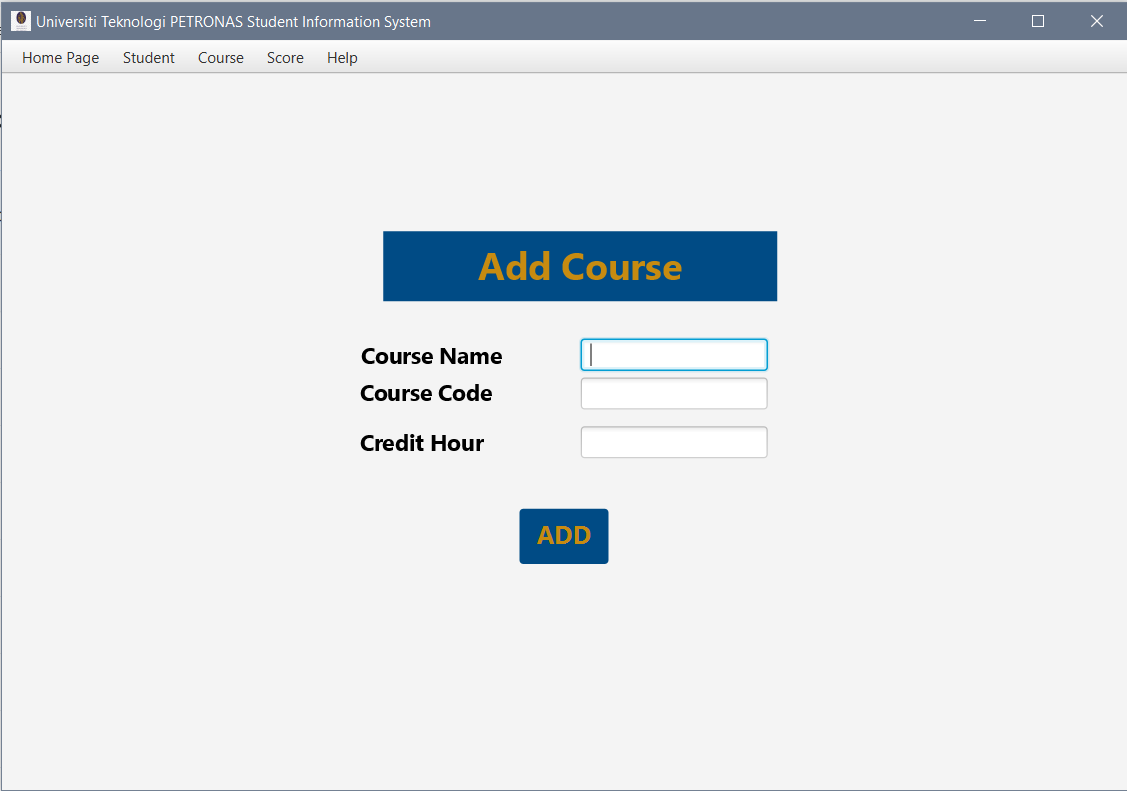 Universiti Teknologi PETRONAS Student Information System
Home Page Student Course Score Help
Add Course
Course Name
Course Code
Credit Hour
ADD